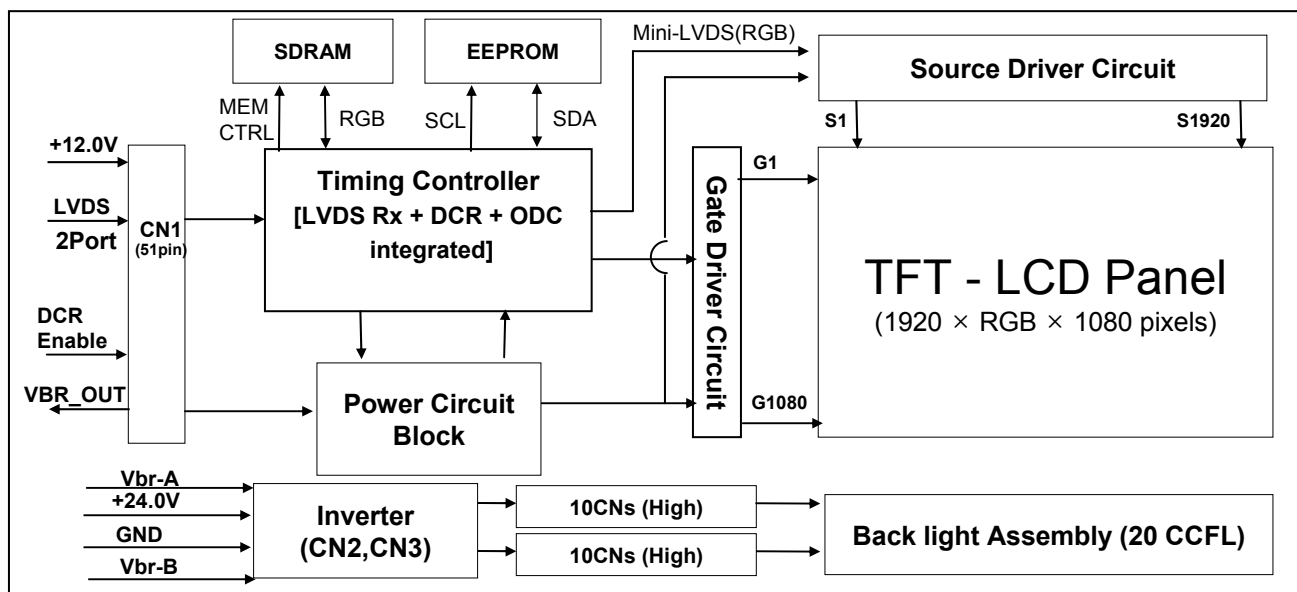 Mini-LVDS(RGB)
SDRAM
EEPROM
Source Driver Circuit
MEM
CTRL
RGB
SCL
SDA
S1
S1920
+12.0V
LVDS
2Port
CN1
(51pin)
Timing Controller
[LVDS Rx + DCR + ODC
integrated]
Gate Driver Circuit
G1
TFT - LCD Panel
(1920 × RGB × 1080 pixels)
DCR
Enable
VBR_OUT
Power Circuit
Block
G1080
Vbr-A
+24.0V
GND
Vbr-B
Inverter
(CN2,CN3)
10CNs (High)
10CNs (High)
Back light Assembly (20 CCFL)